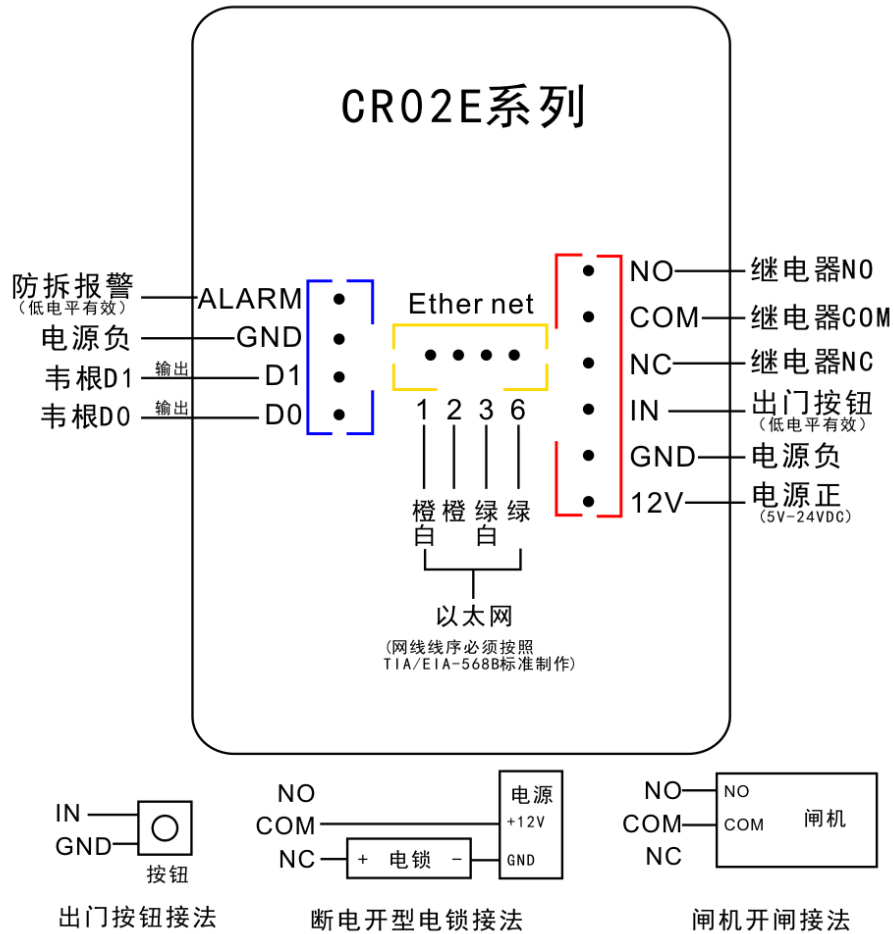 CR02E系列
防拆报警
(低电平有效)
ALARM
电源负
GND
韦根D1
输出
D1
韦根D0
输出
D0
Ether net
1 2 3 6
橙白 橙 绿白 绿
以太网
(网线线序必须按照
TIA/EIA-568B标准制作)
NO
继电器NO
COM
继电器COM
NC
继电器NC
IN
出门按钮
(低电平有效)
GND
电源负
12V
电源正
(5V-24VDC)
IN
GND
按钮
出门按钮接法
NO
COM
NC
+ 电锁 -
电源
+12V
GND
断电开型电锁接法
NO
COM
NC
NO
COM
闸机
闸机开闸接法